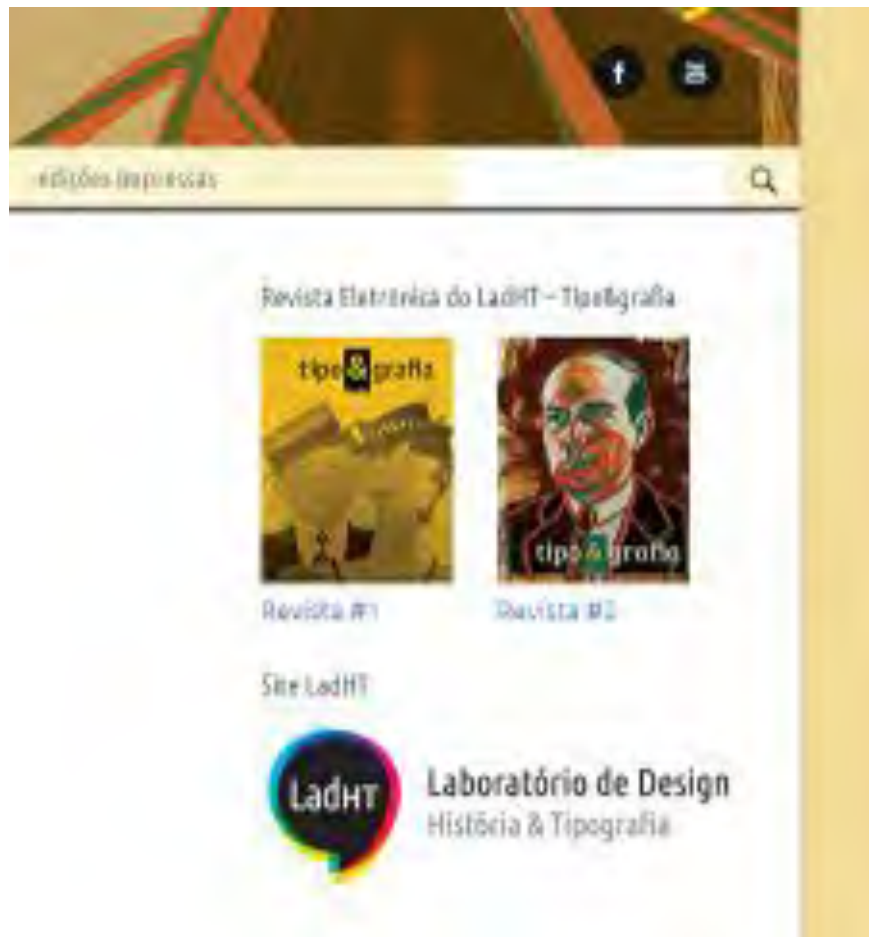 edições impressas
Revista Eletrônica do LadHT – Tipo&grafia
tipo&grafia
tipo&grafia
Revista #1
Revista #2
Site LadHT
LadHT
Laboratório de Design
História & Tipografia